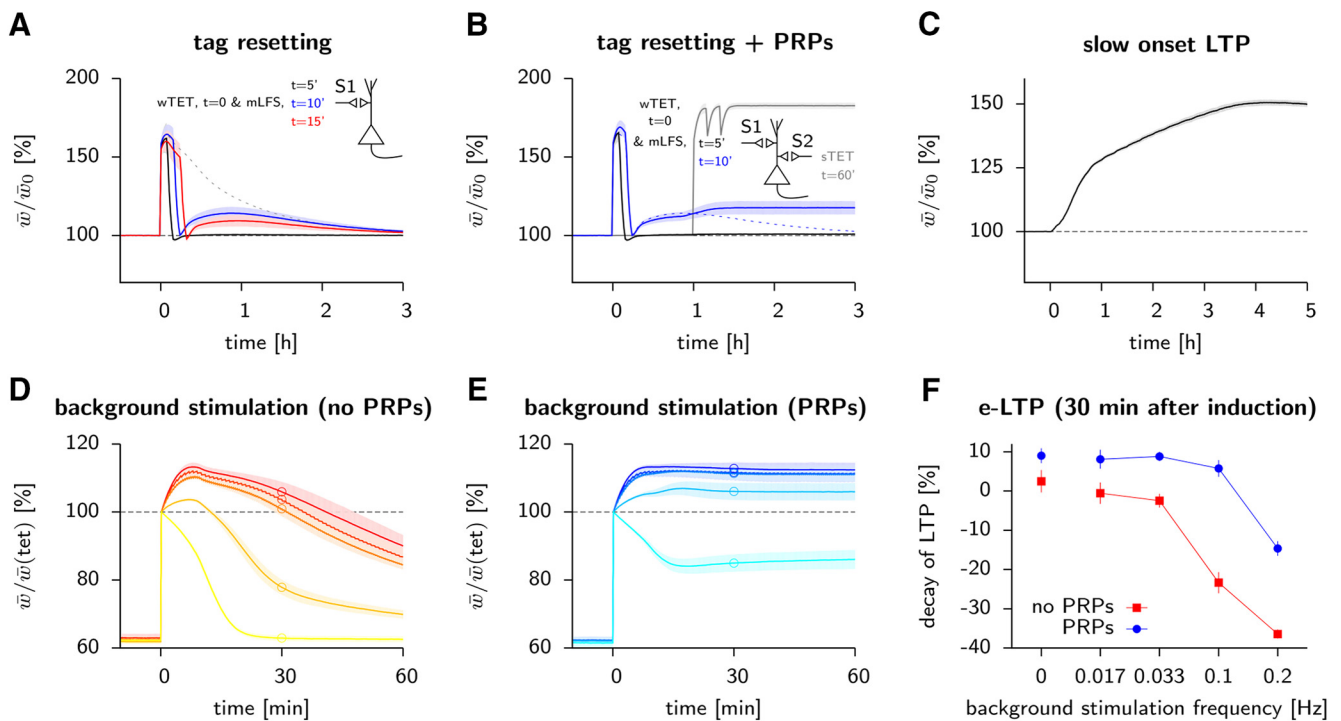 A
tag resetting
200
150
100
w̄/w̄₀ [%]
wTET, t=0 & mLFS,
t=5'
t=10'
t=15'
S1
0
1
2
3
time [h]
B
tag resetting + PRPs
200
150
100
w̄/w̄₀ [%]
wTET,
t=0
& mLFS,
t=5'
t=10'
S1
S2
sTET
t=60'
0
1
2
3
time [h]
C
slow onset LTP
150
125
100
w̄/w̄₀ [%]
0
1
2
3
4
5
time [h]
D
background stimulation (no PRPs)
120
100
80
60
w̄/w̄(tet) [%]
0
30
60
time [min]
E
background stimulation (PRPs)
120
100
80
60
w̄/w̄(tet) [%]
0
30
60
time [min]
F
e-LTP (30 min after induction)
10
0
-10
-20
-30
-40
decay of LTP [%]
no PRPs
PRPs
0
0.017
0.033
0.1
0.2
background stimulation frequency [Hz]